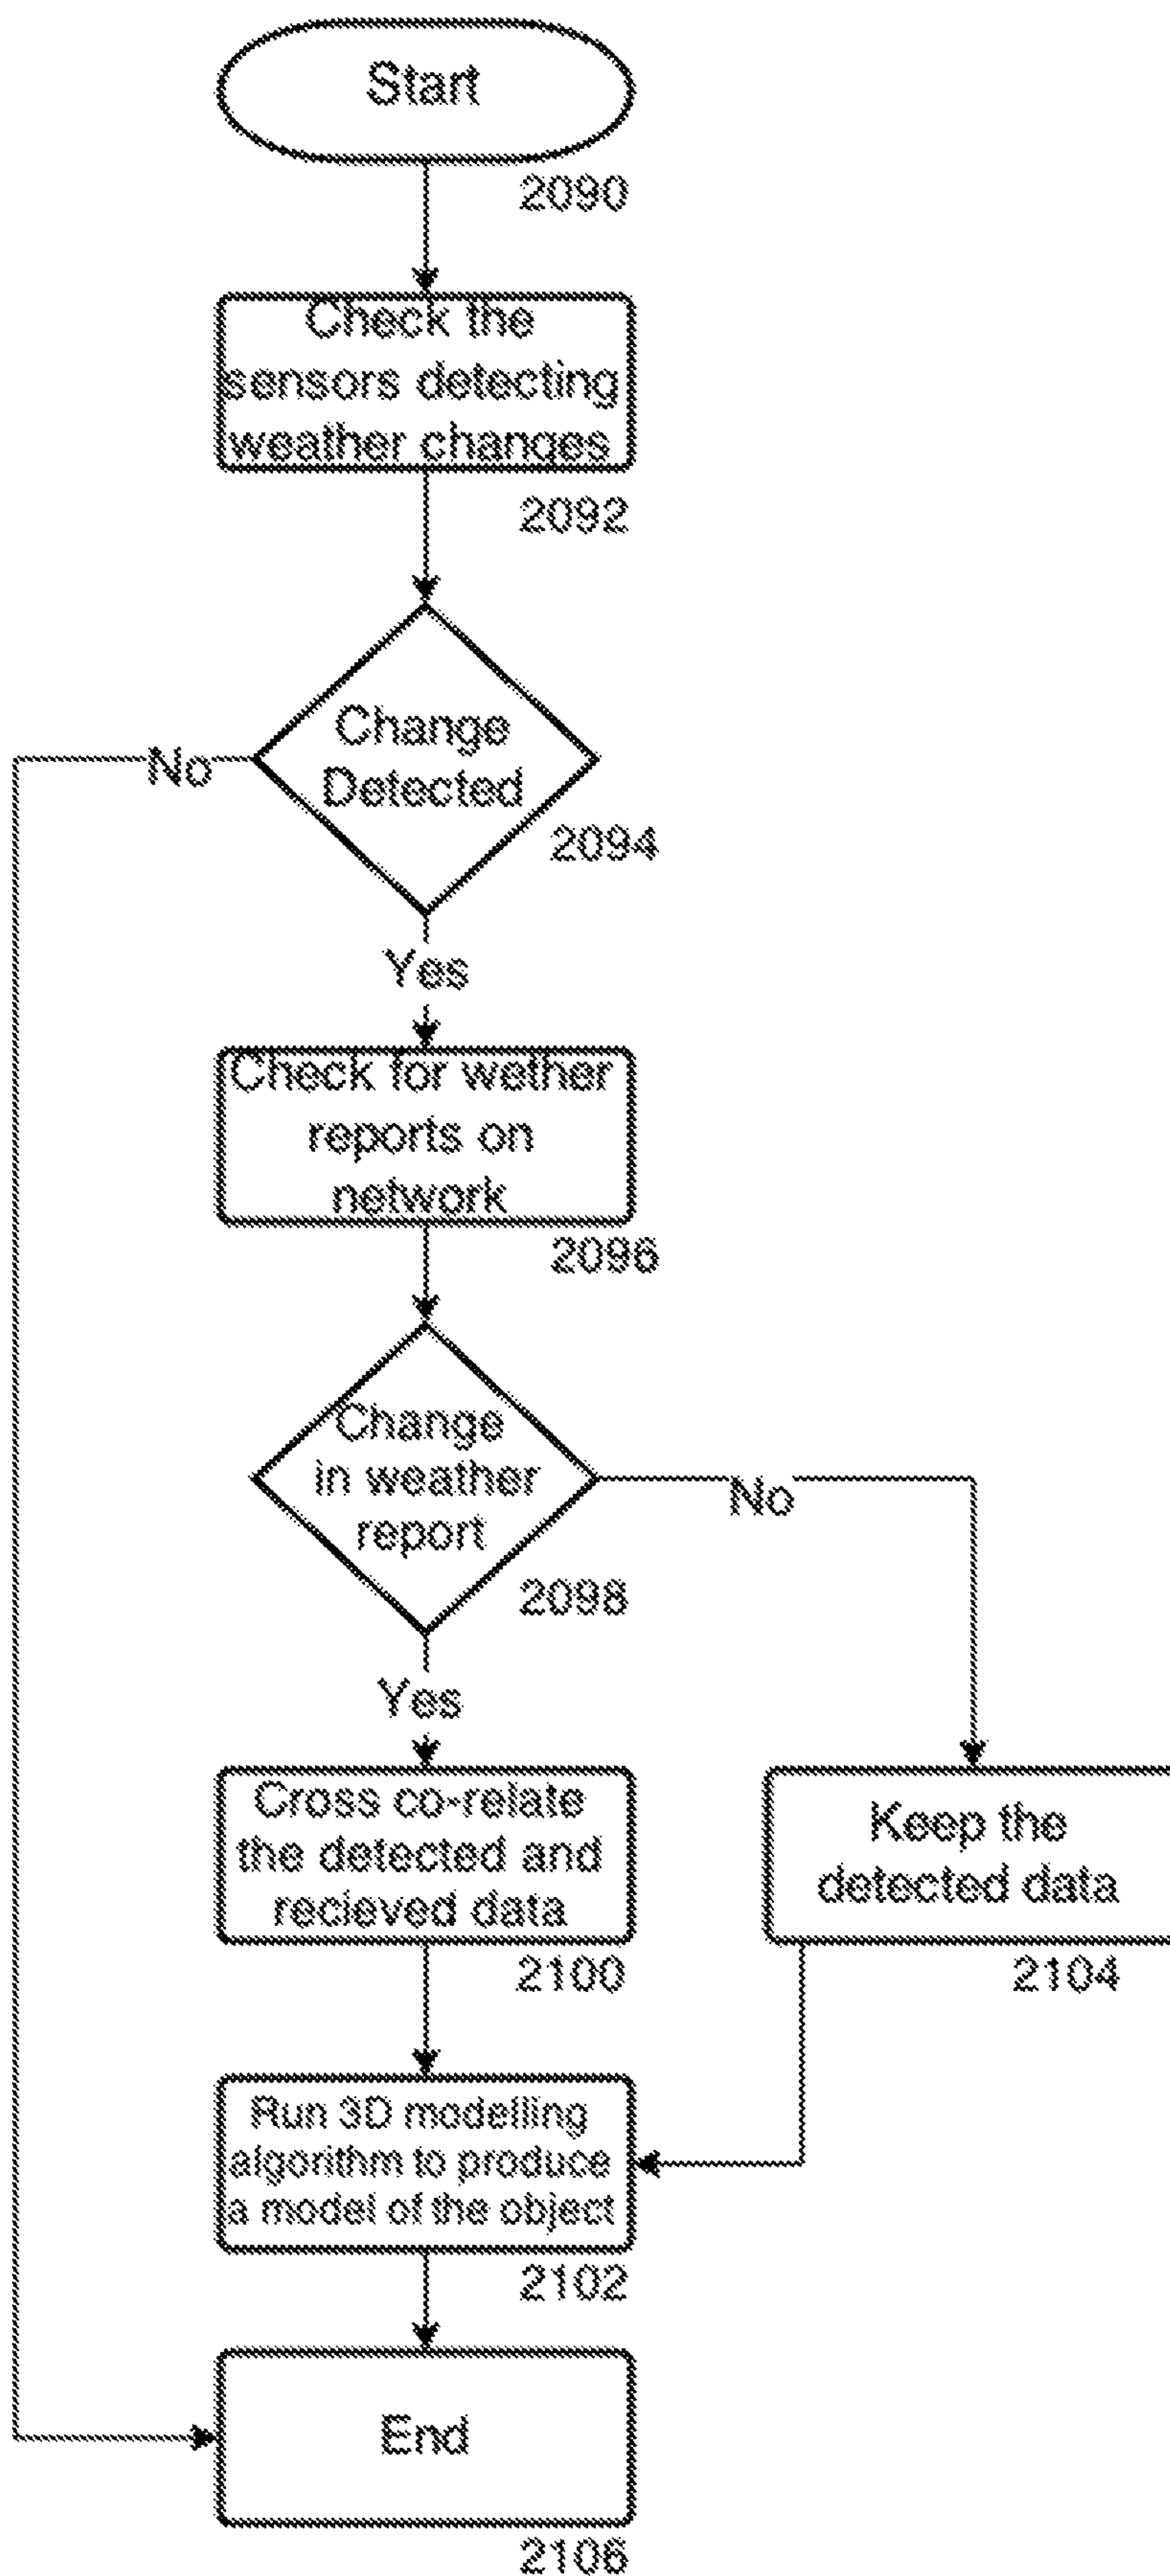 Start
2090
Check the
sensors detecting
weather changes
2092
Change
Detected
2094
No
Yes
Check for wether
reports on
network
2096
Change
in weather
report
2098
No
Yes
Cross co-relate
the detected and
recieved data
2100
Keep the
detected data
2104
Run 3D modelling
algorithm to produce
a model of the object
2102
End
2106